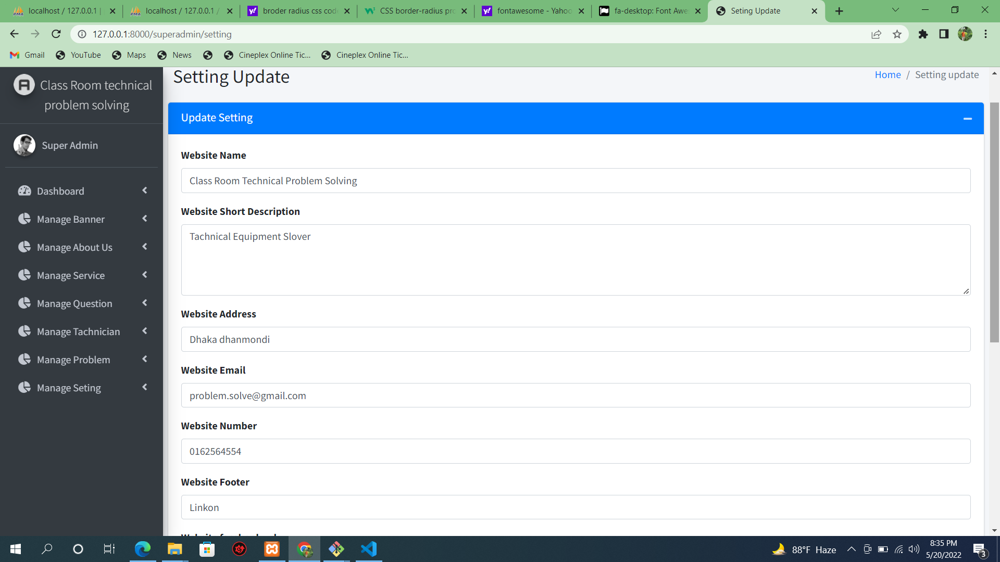 localhost / 127.0.0.1 |
localhost / 127.0.0.1 /
broder radius css cod
CSS border-radius pro
fontawesome - Yahoo
fa-desktop: Font Awe
Seting Update
127.0.0.1:8000/superadmin/setting
Gmail
YouTube
Maps
News
Cineplex Online Tic...
Cineplex Online Tic...
Class Room technical
problem solving
Super Admin
Dashboard
Manage Banner
Manage About Us
Manage Service
Manage Question
Manage Tachnician
Manage Problem
Manage Seting
Setting Update
Home / Setting update
Update Setting
Website Name
Class Room Technical Problem Solving
Website Short Description
Tachnical Equipment Slover
Website Address
Dhaka dhanmondi
Website Email
problem.solve@gmail.com
Website Number
0162564554
Website Footer
Linkon
88°F Haze
8:35 PM
5/20/2022
3